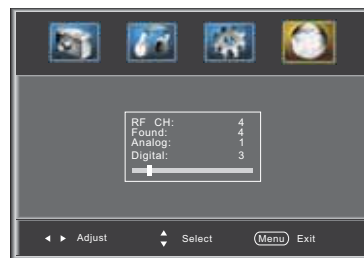 RF CH: 4
Found: 4
Analog: 1
Digital: 3
Adjust Select Menu Exit